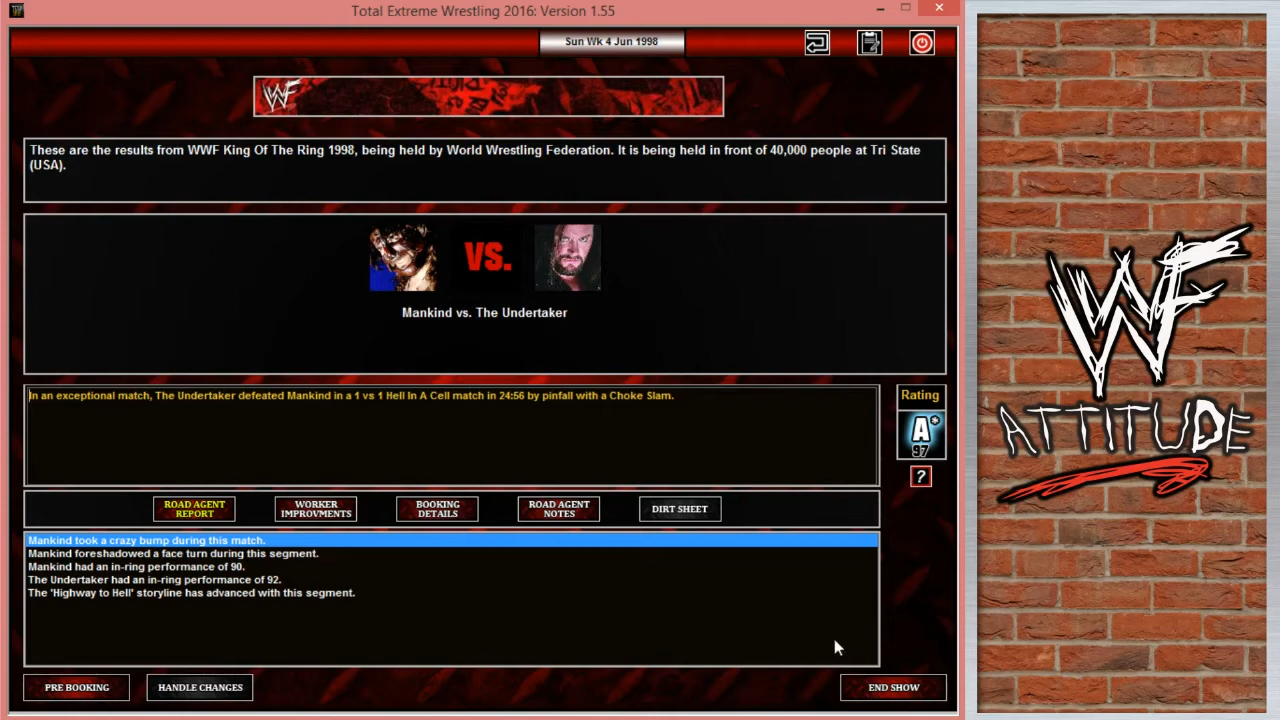 Total Extreme Wrestling 2016: Version 1.55
Sun Wk 4 Jun 1998
WF
These are the results from WWF King Of The Ring 1998, being held by World Wrestling Federation. It is being held in front of 40,000 people at Tri State
(USA).
VS.
Mankind vs. The Undertaker
In an exceptional match, The Undertaker defeated Mankind in a 1 vs 1 Hell In A Cell match in 24:56 by pinfall with a Choke Slam.
Rating
A*
97
?
ROAD AGENT
REPORT
WORKER
IMPROVMENTS
BOOKING
DETAILS
ROAD AGENT
NOTES
DIRT SHEET
Mankind took a crazy bump during this match.
Mankind foreshadowed a face turn during this segment.
Mankind had an in-ring performance of 90.
The Undertaker had an in-ring performance of 92.
The 'Highway to Hell' storyline has advanced with this segment.
PRE BOOKING
HANDLE CHANGES
END SHOW
WF
ATTITUDE